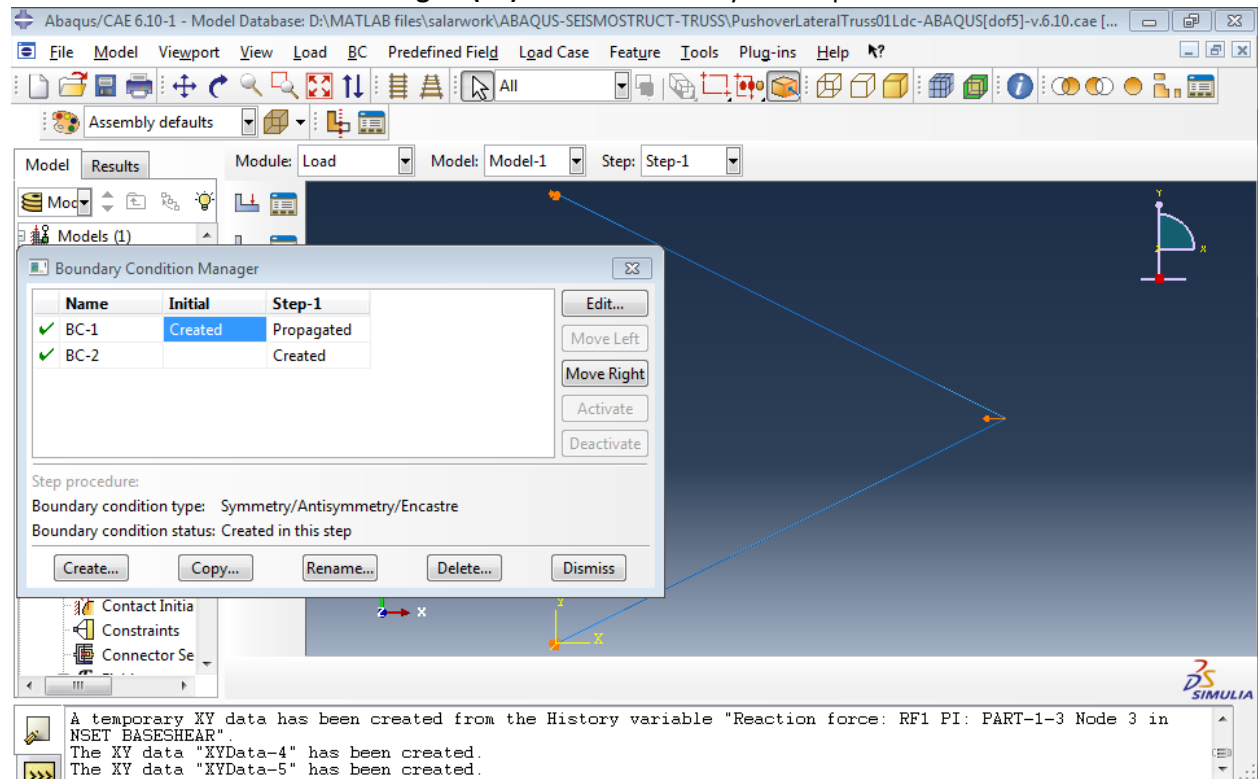 Abaqus/CAE 6.10-1 - Model Database: D:\MATLAB files\salarwork\ABAQUS-SEISMOSTRUCT-TRUSS\PushoverLateralTruss01Ldc-ABAQUS[dof5]-v.6.10.cae [...
File Model Viewport View Load BC Predefined Field Load Case Feature Tools Plug-ins Help
All
Assembly defaults
Model Results Module: Load Model: Model-1 Step: Step-1
Mod
Models (1)
Y
X
Boundary Condition Manager
Name Initial Step-1
BC-1 Created Propagated
BC-2 Created
Edit...
Move Left
Move Right
Activate
Deactivate
Step procedure:
Boundary condition type: Symmetry/Antisymmetry/Encastre
Boundary condition status: Created in this step
Create... Copy... Rename... Delete... Dismiss
Contact Initia
Constraints
Connector Se
Z X
Y
X
SIMULIA
A temporary XY data has been created from the History variable "Reaction force: RF1 PI: PART-1-3 Node 3 in
NSET BASESHEAR".
The XY data "XYData-4" has been created.
The XY data "XYData-5" has been created.
>>>